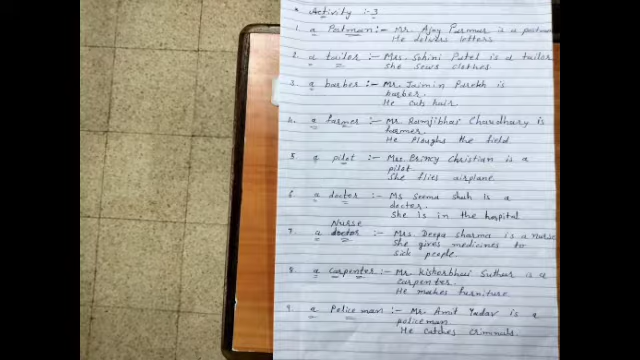 * Activity :- 3
1. a Postman :- Mr. Ajay Parmar is a postman
He delivers letters
2. a tailor :- Mrs. Sohini Patel is a tailor
She sews clothes
3. a barber :- Mr. Jaimin Parekh is
barber.
He cuts hair
4. a farmer :- Mr Ramjibhai Chaudhary is
farmer.
He Ploughs the field
5 a pilot :- Mrs. Brincy Christian is a
pilot
She flies airplane
6 a doctor :- Ms Seema Shah is a
doctor.
She is in the hospital
Nurse
7. a doctor :- Mrs Deepa Sharma is a nurse
She gives medicines to
sick people.
8. a carpenter :- Mr. Kishorbhai Suthar is a
carpenter.
He makes furniture
9. a Policeman :- Mr. Amit Yadav is a
policeman
He catches criminals.